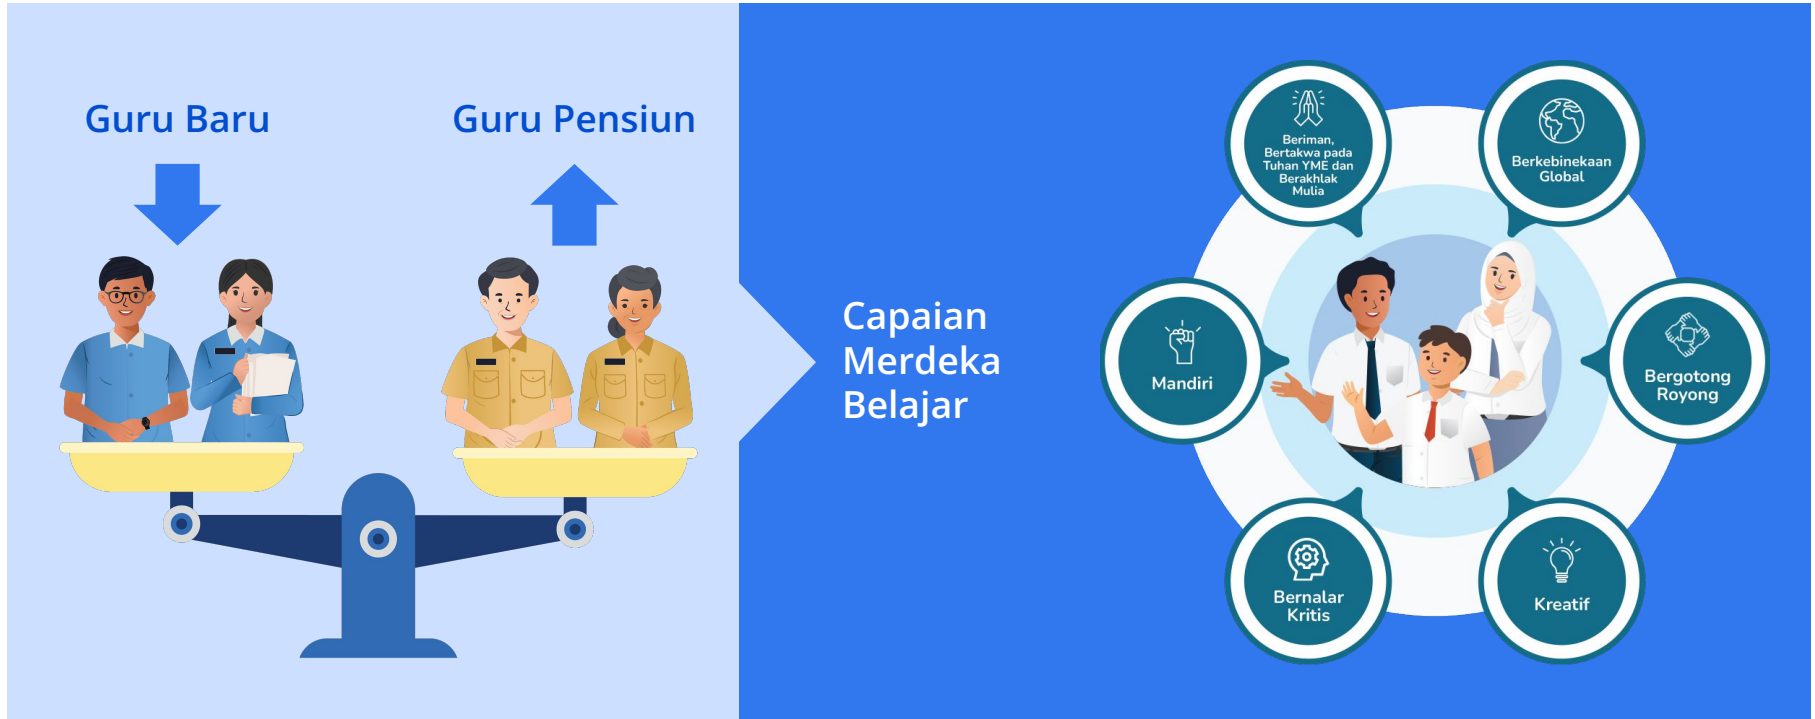 Guru Baru
Guru Pensiun
Capaian
Merdeka
Belajar
Beriman,
Bertakwa pada
Tuhan YME dan
Berakhlak
Mulia
Berkebinekaan
Global
Mandiri
Bergotong
Royong
Bernalar
Kritis
Kreatif